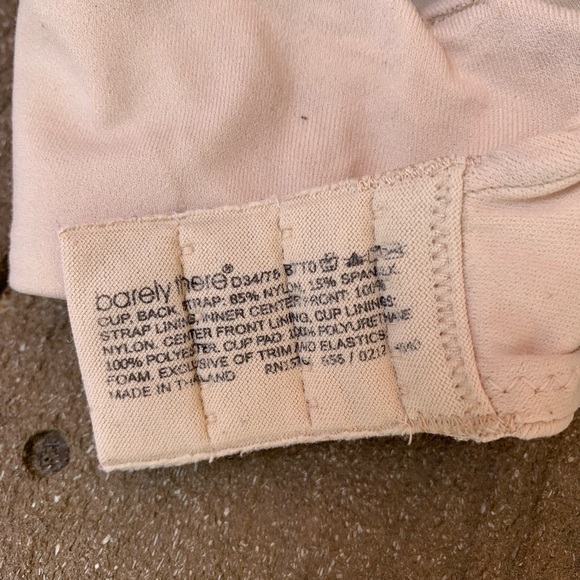 barely there® D34/75
CUP, BACK, STRAP: 85% NYLON, 15% SPANDEX.
STRAP LINING, INNER CENTER FRONT: 100%
NYLON. CENTER FRONT LINING, CUP LININGS:
100% POLYESTER. CUP PAD: 100% POLYURETHANE
FOAM. EXCLUSIVE OF TRIM AND ELASTICS.
MADE IN THAILAND